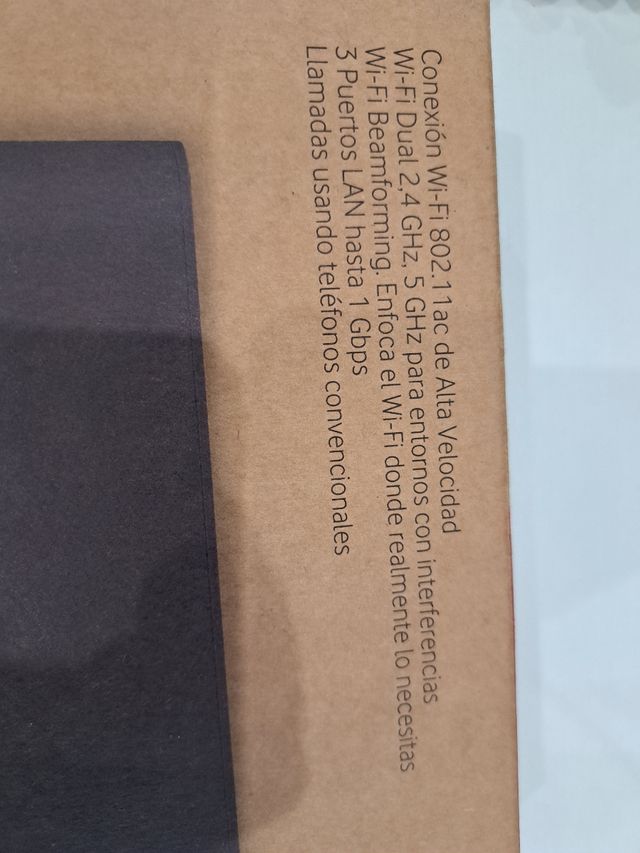 Conexión Wi-Fi 802.11ac de Alta Velocidad
Wi-Fi Dual 2,4 GHz, 5 GHz para entornos con interferencias
Wi-Fi Beamforming. Enfoca el Wi-Fi donde realmente lo necesitas
3 Puertos LAN hasta 1 Gbps
Llamadas usando teléfonos convencionales